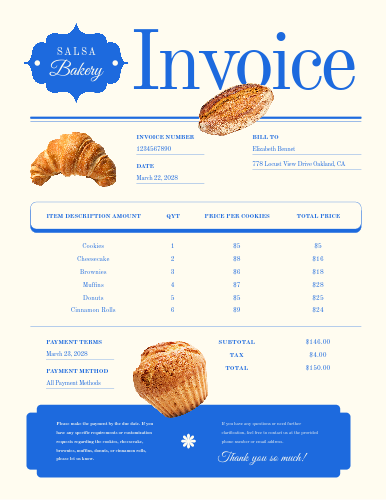 SALSA
Bakery
Invoice
INVOICE NUMBER
1234567890
DATE
March 22, 2028
BILL TO
Elizabeth Bennet
778 Locust View Drive Oakland, CA
ITEM DESCRIPTION AMOUNT QYT PRICE PER COOKIES TOTAL PRICE
Cookies 1 $5 $5
Cheesecake 2 $8 $16
Brownies 3 $6 $18
Muffins 4 $7 $28
Donuts 5 $5 $25
Cinnamon Rolls 6 $9 $24
PAYMENT TERMS
March 23, 2028
PAYMENT METHOD
All Payment Methods
SUBTOTAL $146.00
TAX $4.00
TOTAL $150.00
Please make the payment by the due date. If you
have any specific requirements or customization
requests regarding the cookies, cheesecake,
brownies, muffins, donuts, or cinnamon rolls,
please let us know.
If you have any questions or need further
clarification, feel free to contact us at the provided
phone number or email address.
Thank you so much!